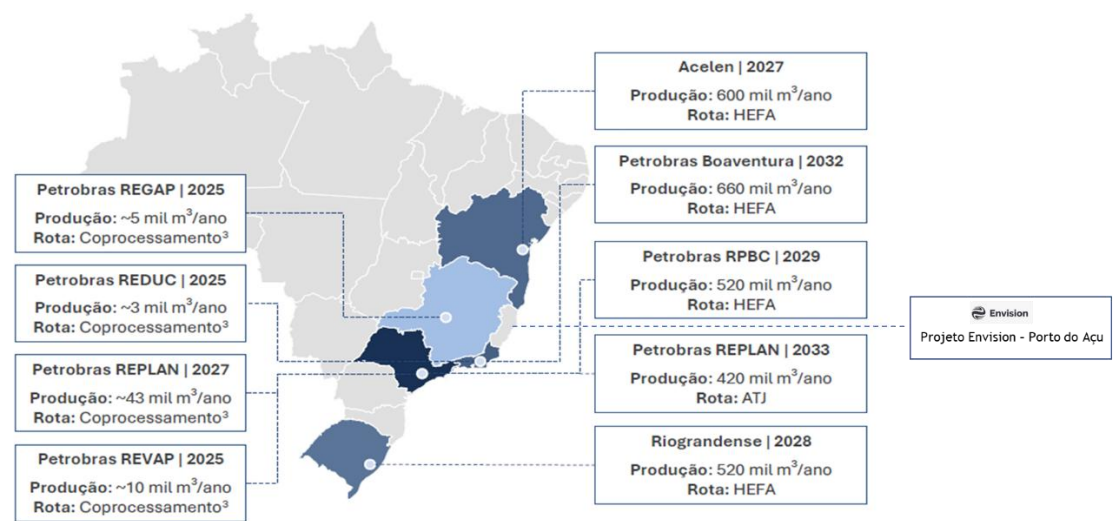 Acelen | 2027
Produção: 600 mil m³/ano
Rota: HEFA
Petrobras Boaventura | 2032
Produção: 660 mil m³/ano
Rota: HEFA
Petrobras REGAP | 2025
Produção: ~5 mil m³/ano
Rota: Coprocessamento³
Petrobras RPBC | 2029
Produção: 520 mil m³/ano
Rota: HEFA
Petrobras REDUC | 2025
Produção: ~3 mil m³/ano
Rota: Coprocessamento³
Envision
Projeto Envision - Porto do Açu
Petrobras REPLAN | 2033
Produção: 420 mil m³/ano
Rota: ATJ
Petrobras REPLAN | 2027
Produção: ~43 mil m³/ano
Rota: Coprocessamento³
Riograndense | 2028
Produção: 520 mil m³/ano
Rota: HEFA
Petrobras REVAP | 2025
Produção: ~10 mil m³/ano
Rota: Coprocessamento³